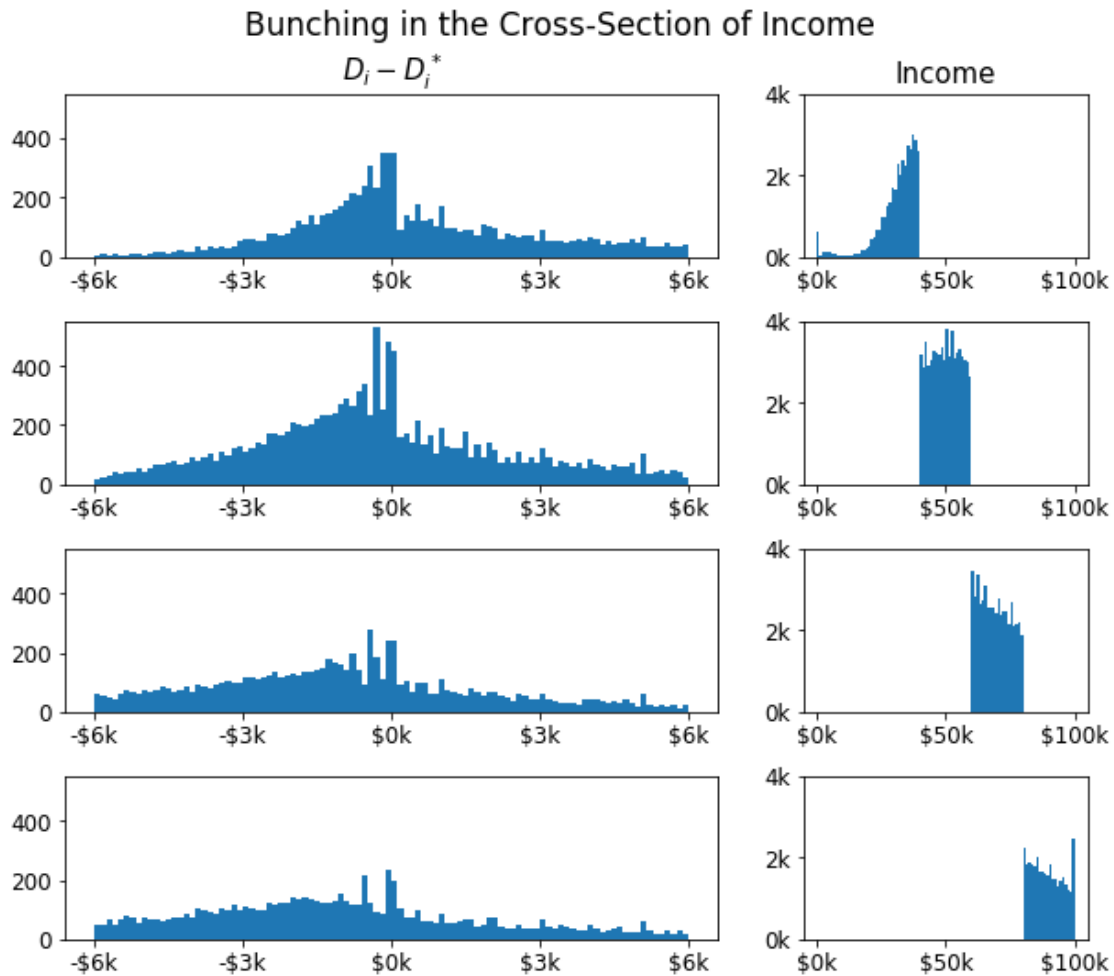 Bunching in the Cross-Section of Income
D_i − D_i^*
Income
400
200
0
-$6k
-$3k
$0k
$3k
$6k
4k
2k
0k
$0k
$50k
$100k
400
200
0
-$6k
-$3k
$0k
$3k
$6k
4k
2k
0k
$0k
$50k
$100k
400
200
0
-$6k
-$3k
$0k
$3k
$6k
4k
2k
0k
$0k
$50k
$100k
400
200
0
-$6k
-$3k
$0k
$3k
$6k
4k
2k
0k
$0k
$50k
$100k